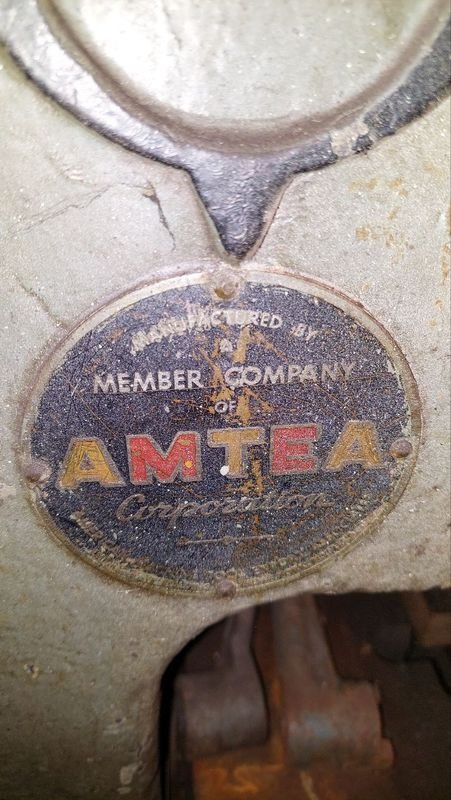 MANUFACTURED BY
A
MEMBER COMPANY
OF
AMTEA
Corporation